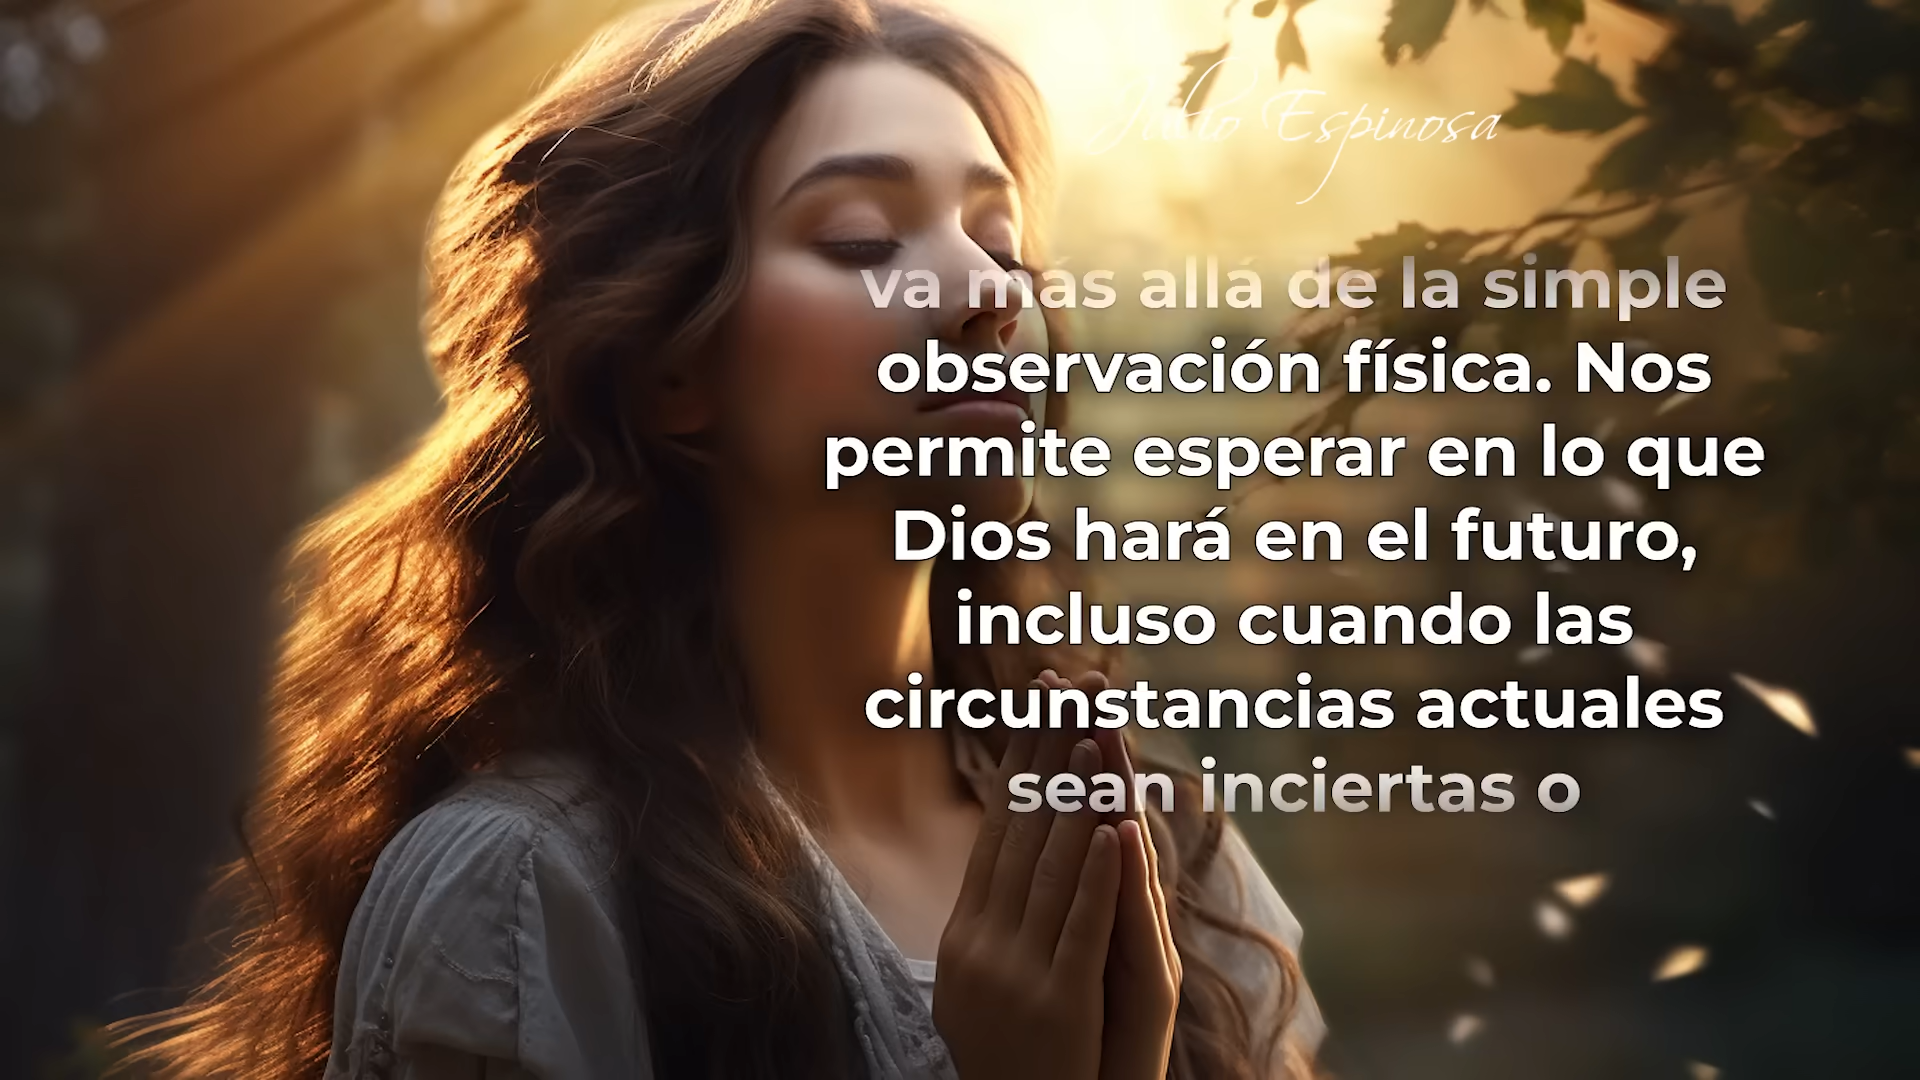 Julio Espinosa
va más allá de la simple
observación física. Nos
permite esperar en lo que
Dios hará en el futuro,
incluso cuando las
circunstancias actuales
sean inciertas o